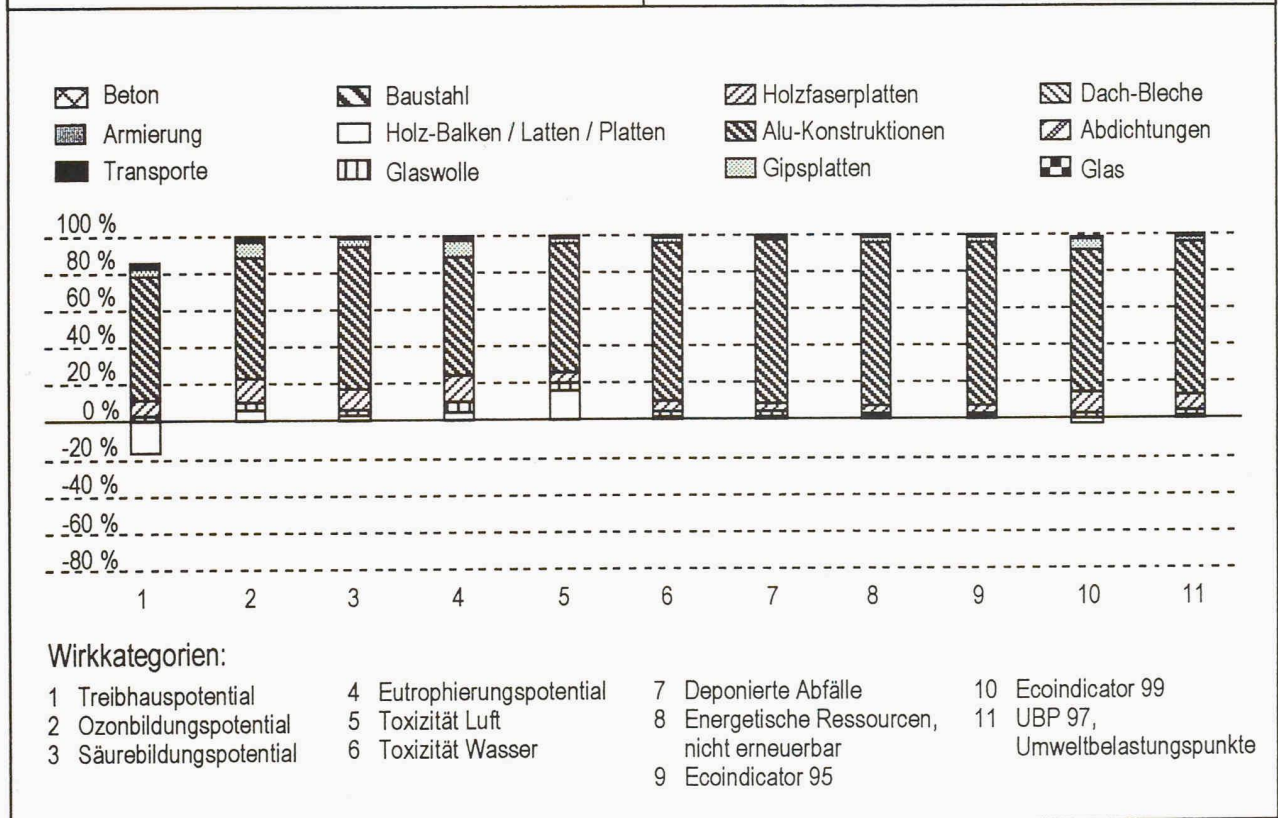 Beton
Baustahl
Holzfaserplatten
Dach-Bleche
Armierung
Holz-Balken / Latten / Platten
Alu-Konstruktionen
Abdichtungen
Transporte
Glaswolle
Gipsplatten
Glas
100 %
80 %
60 %
40 %
20 %
0 %
-20 %
-40 %
-60 %
-80 %
1 2 3 4 5 6 7 8 9 10 11
Wirkkategorien:
1 Treibhauspotential
2 Ozonbildungspotential
3 Säurebildungspotential
4 Eutrophierungspotential
5 Toxizität Luft
6 Toxizität Wasser
7 Deponierte Abfälle
8 Energetische Ressourcen,
nicht erneuerbar
9 Ecoindicator 95
10 Ecoindicator 99
11 UBP 97,
Umweltbelastungspunkte